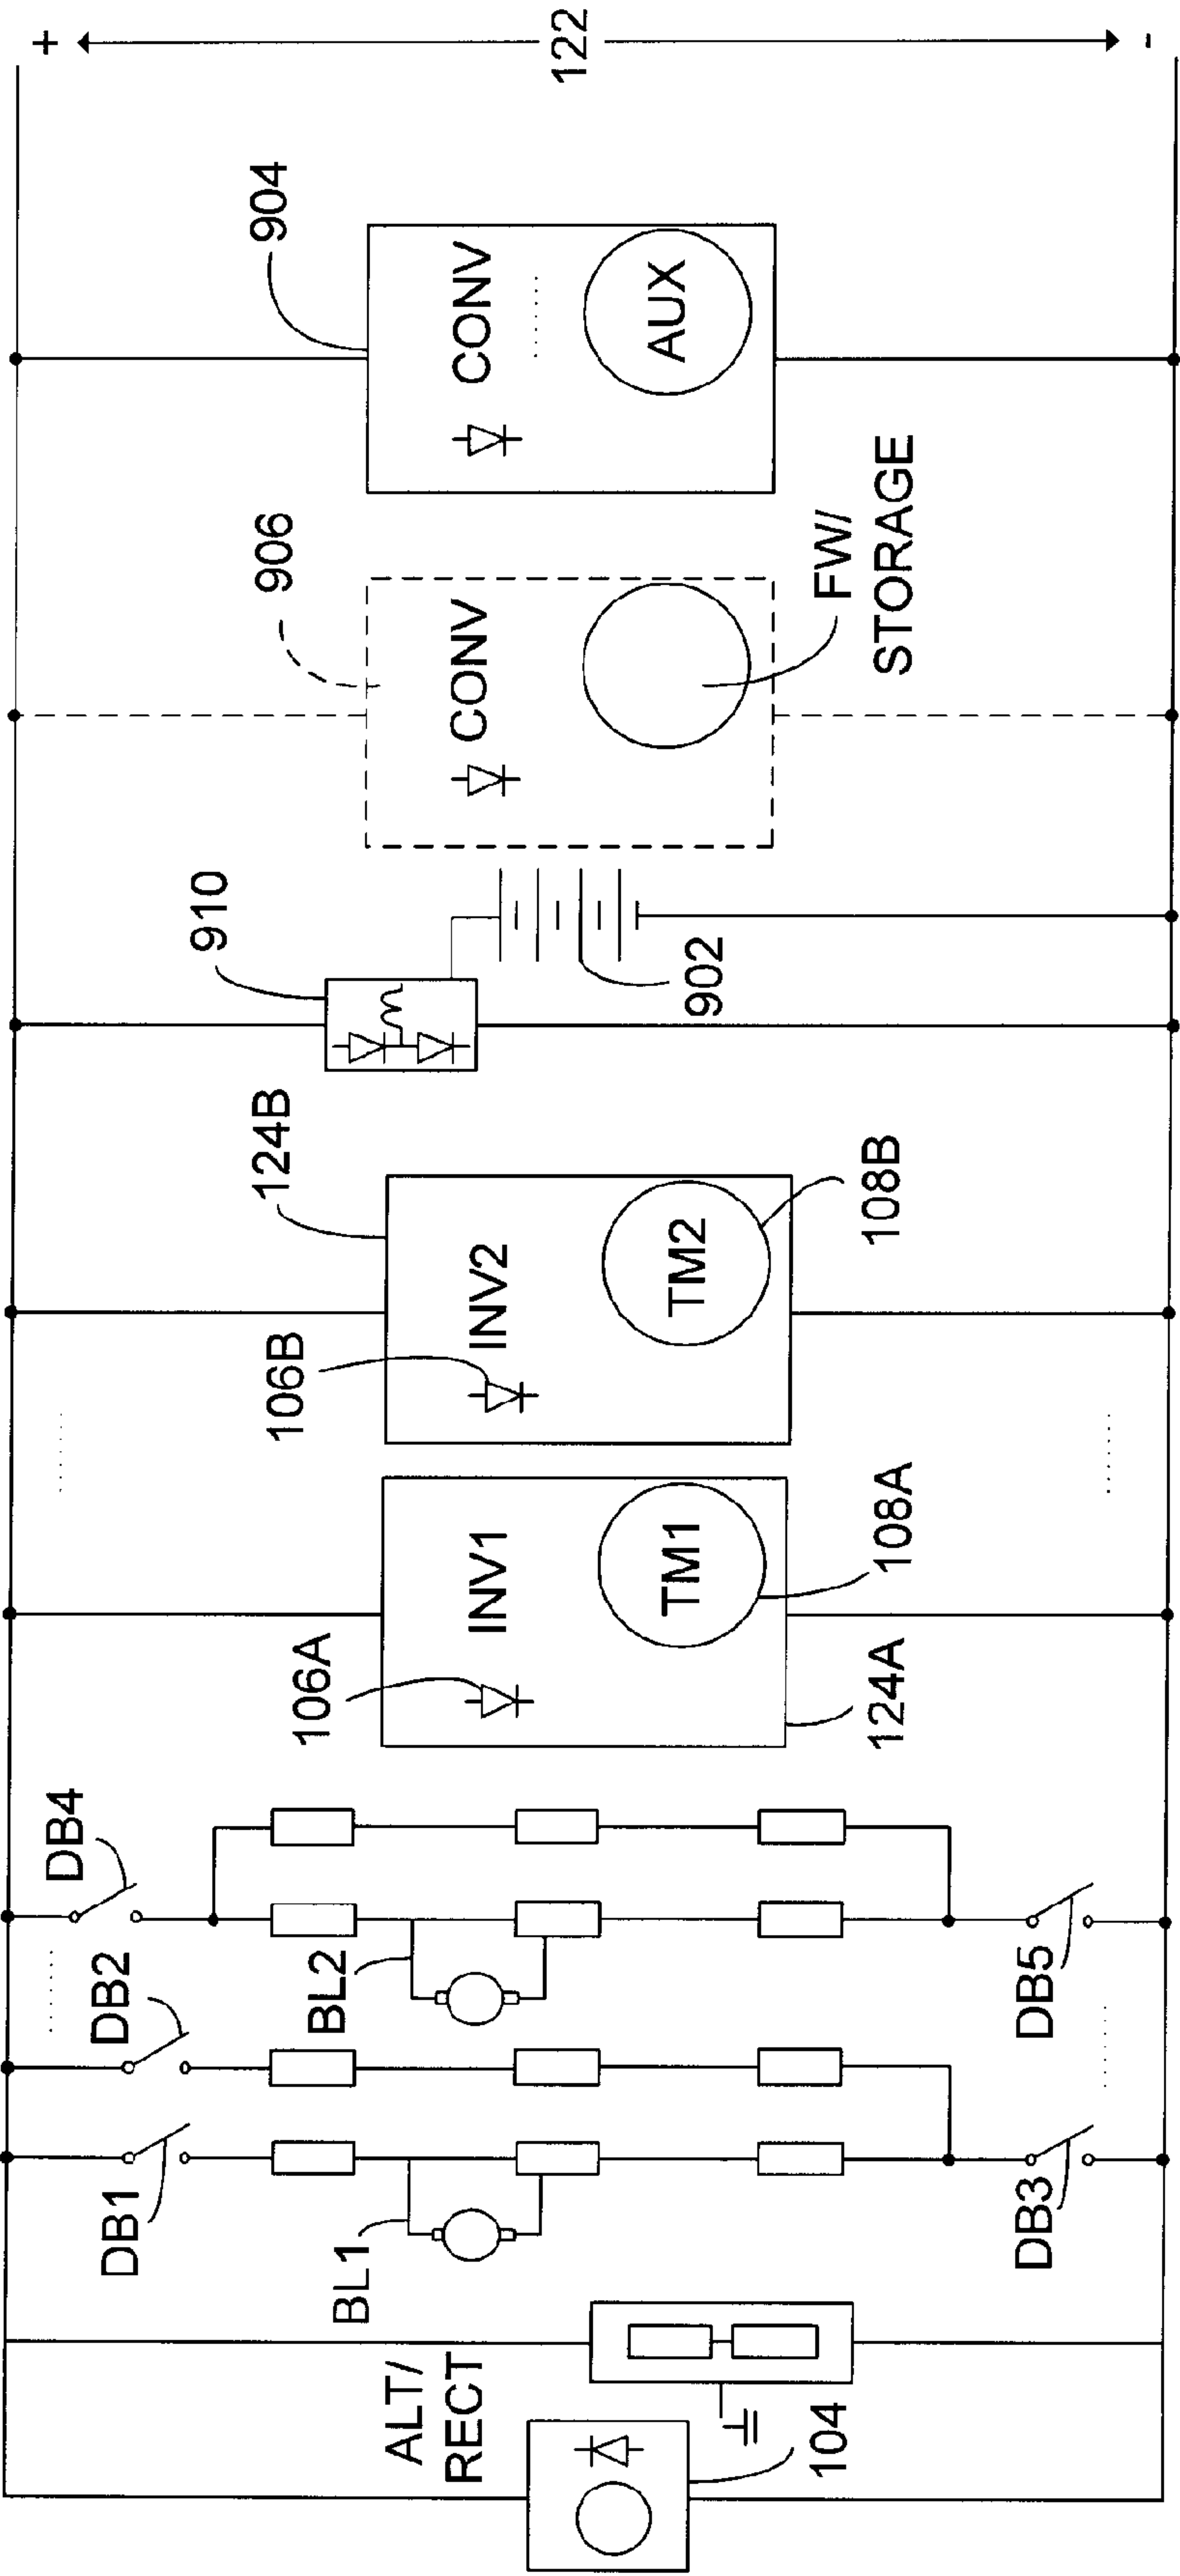 +
122
-
904
CONV
AUX
906
CONV
FW/
STORAGE
910
902
124B
INV2
106B
TM2
108B
INV1
106A
TM1
108A
124A
DB4
DB2
BL2
DB5
DB1
BL1
DB3
ALT/
RECT
104